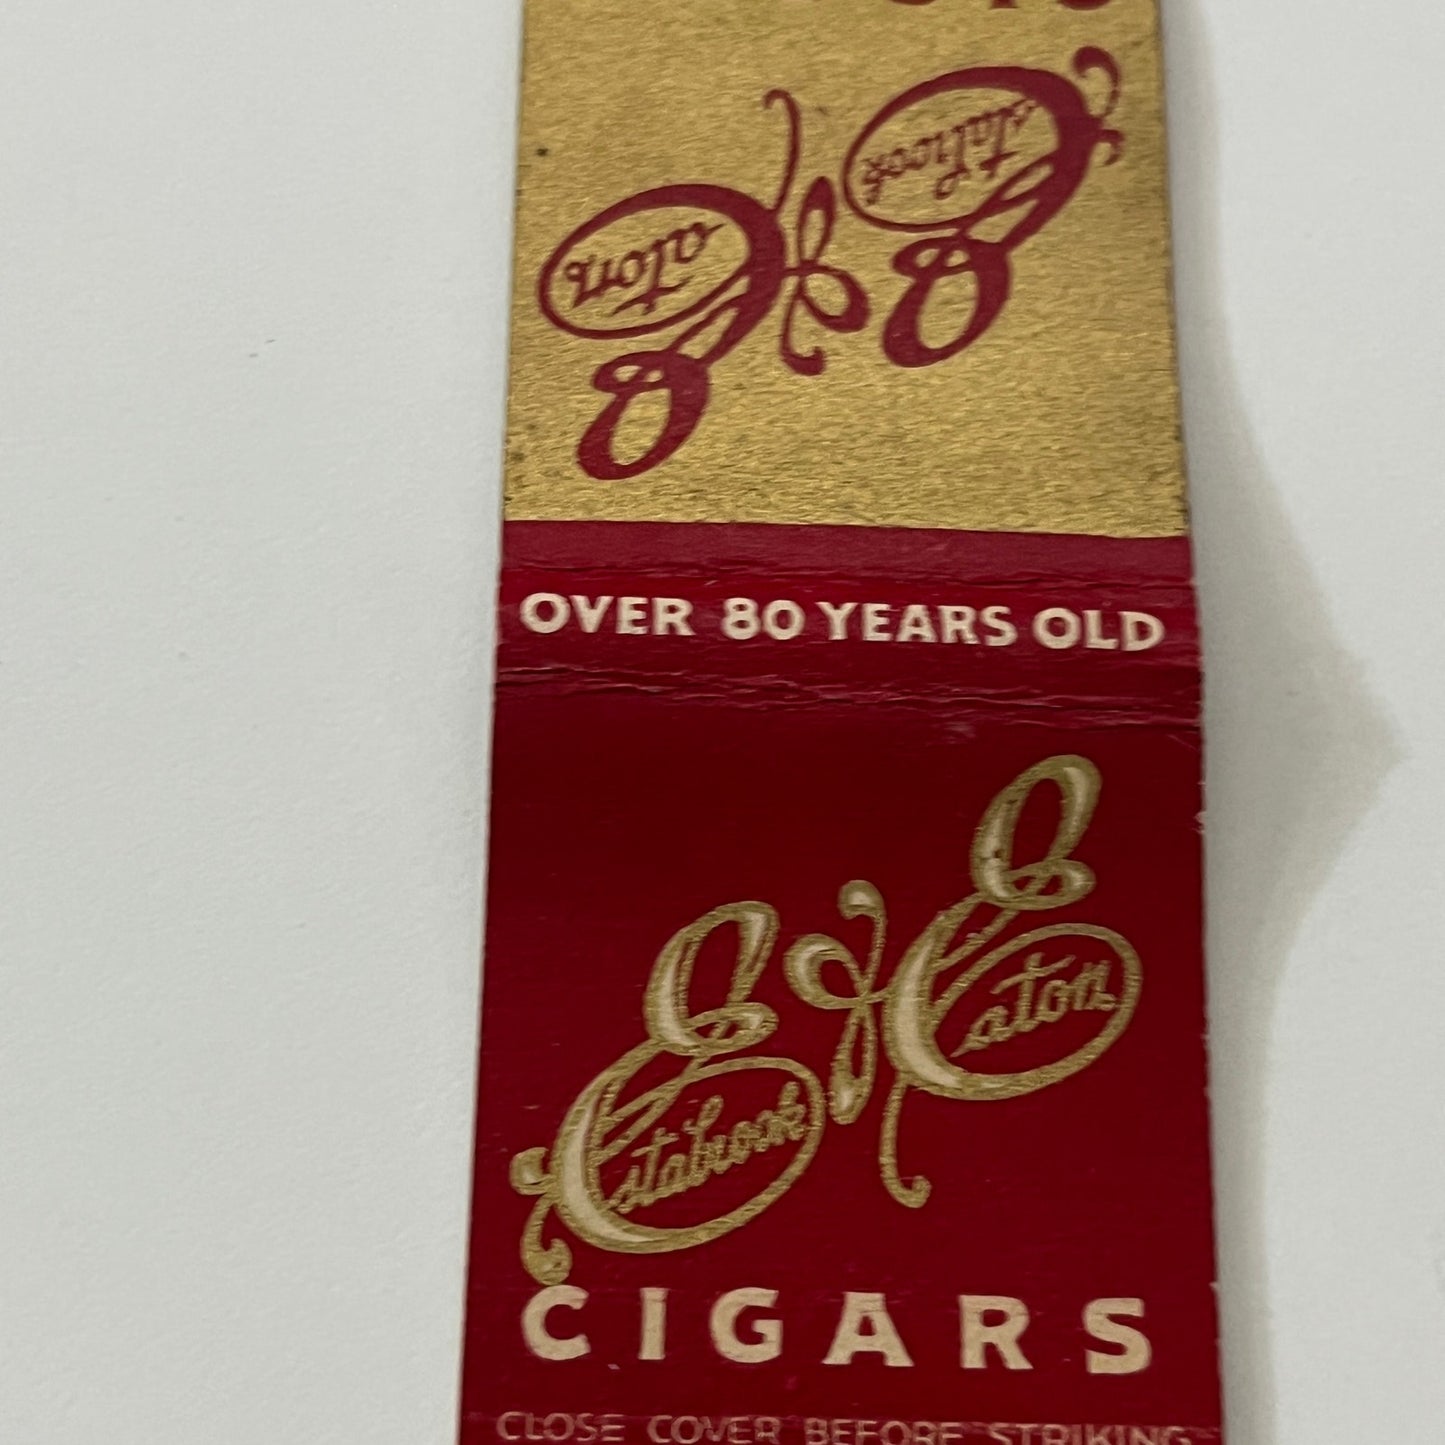 Estabrook & Eaton
OVER 80 YEARS OLD
Estabrook & Eaton
CIGARS
CLOSE COVER BEFORE STRIKING